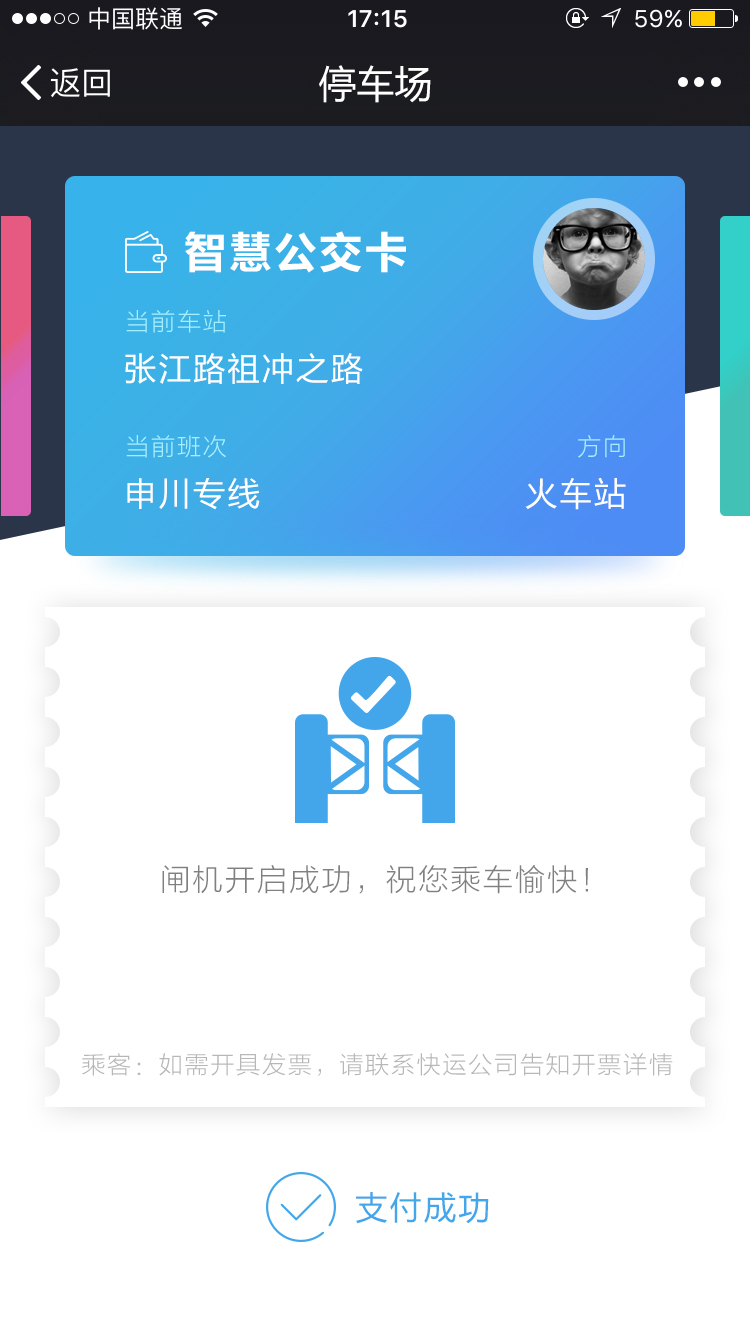 中国联通
17:15
59%
返回
停车场
智慧公交卡
当前车站
张江路祖冲之路
当前班次
方向
申川专线
火车站
闸机开启成功，祝您乘车愉快！
乘客：如需开具发票，请联系快运公司告知开票详情
支付成功